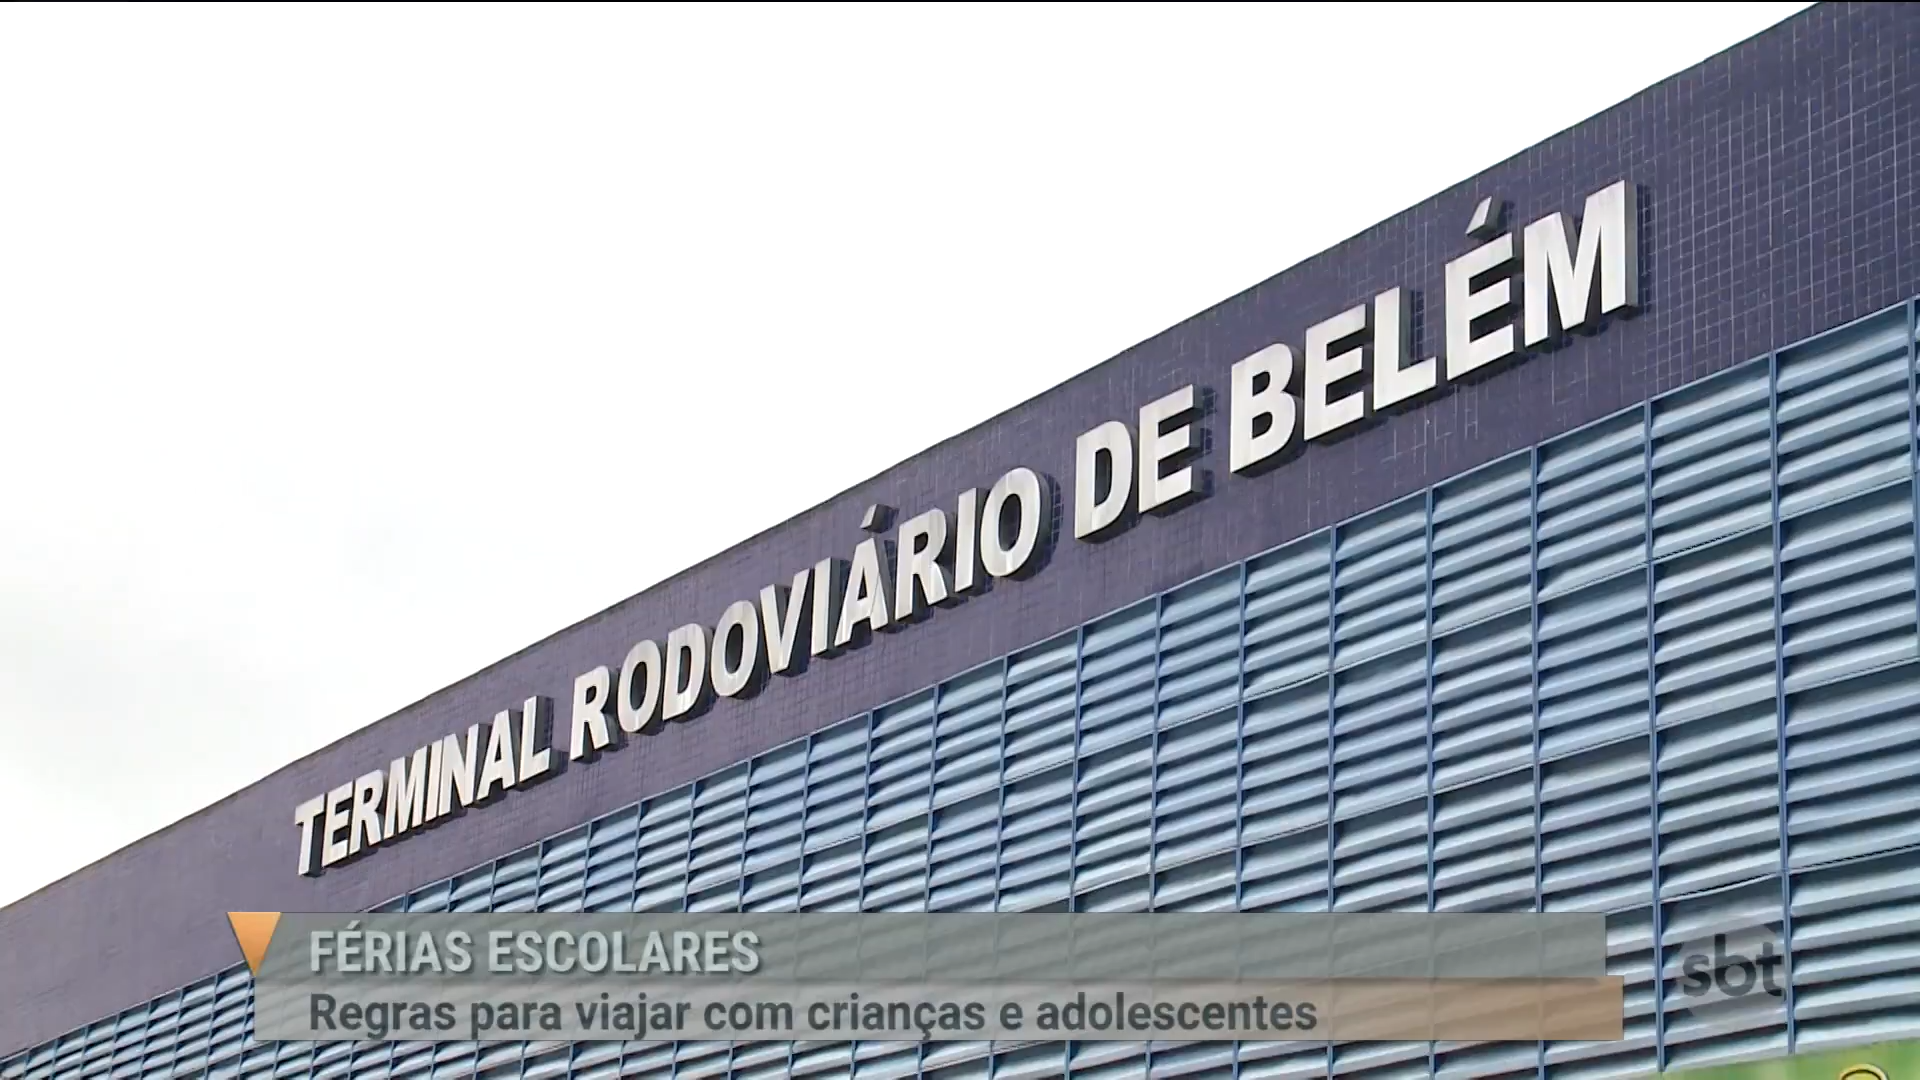 TERMINAL RODOVIÁRIO DE BELÉM
FÉRIAS ESCOLARES
Regras para viajar com crianças e adolescentes
sbt